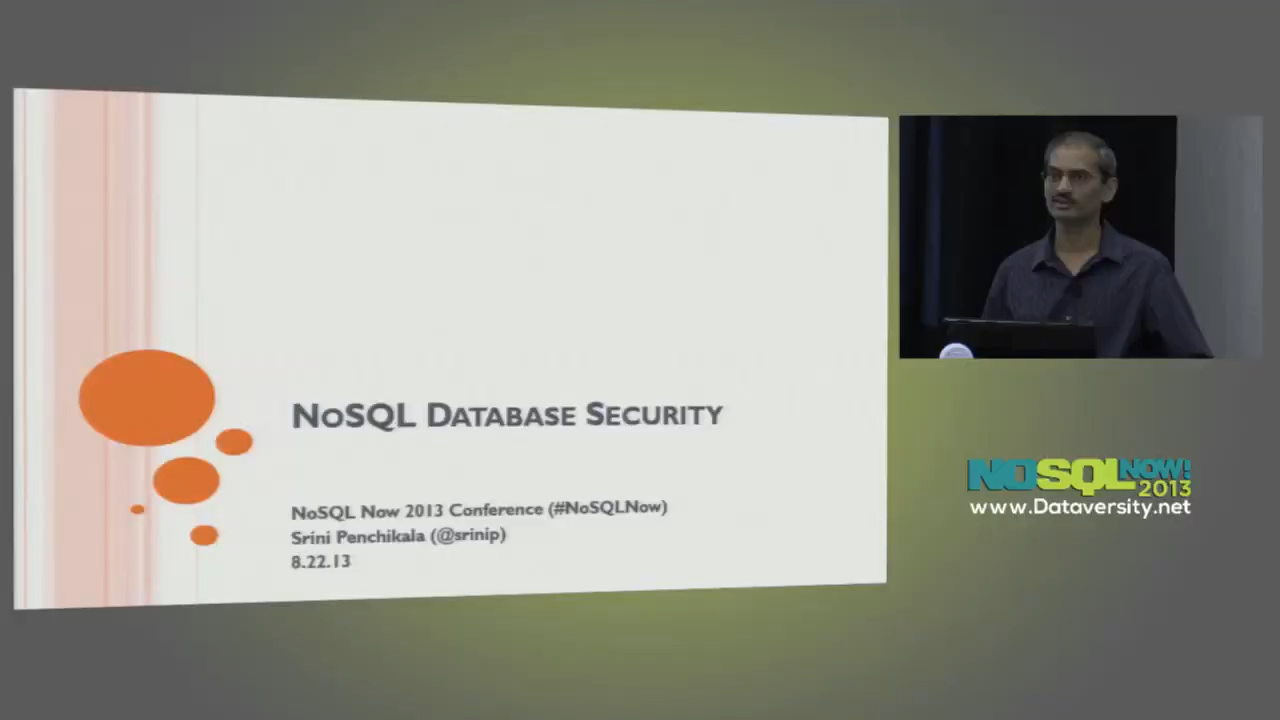 NoSQL Database Security
NoSQL Now 2013 Conference (#NoSQLNow)
Srini Penchikala (@srinip)
8.22.13
NOSQL NOW!
2013
www.Dataversity.net